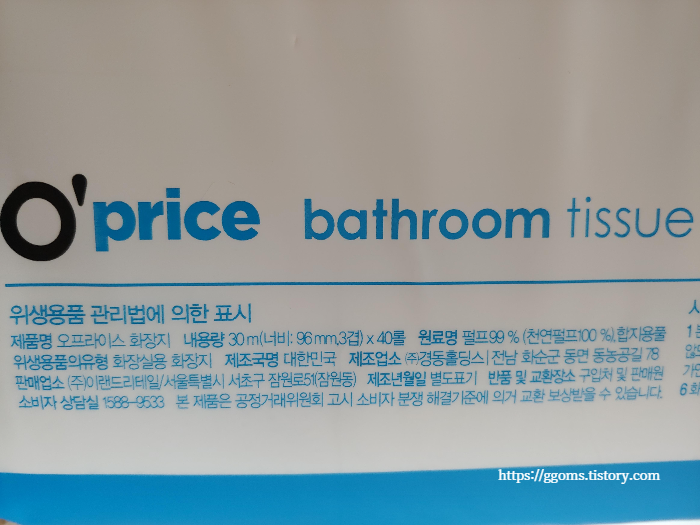 O'price bathroom tissue
위생용품 관리법에 의한 표시
제품명 오프라이스 화장지 내용량 30 m(너비: 96 mm,3겹) x 40롤 원료명 펄프99 % (천연펄프100 %),합지용풀
위생용품의유형 화장실용 화장지 제조국명 대한민국 제조업소 ㈜경동홀딩스 | 전남 화순군 동면 동농공길 78
판매업소 ㈜이랜드리테일/서울특별시 서초구 잠원로51(잠원동) 제조년월일 별도표기 반품 및 교환장소 구입처 및 판매원
소비자 상담실 1588-9533 본 제품은 공정거래위원회 고시 소비자 분쟁 해결기준에 의거 교환 보상받을 수 있습니다.
https://ggoms.tistory.com